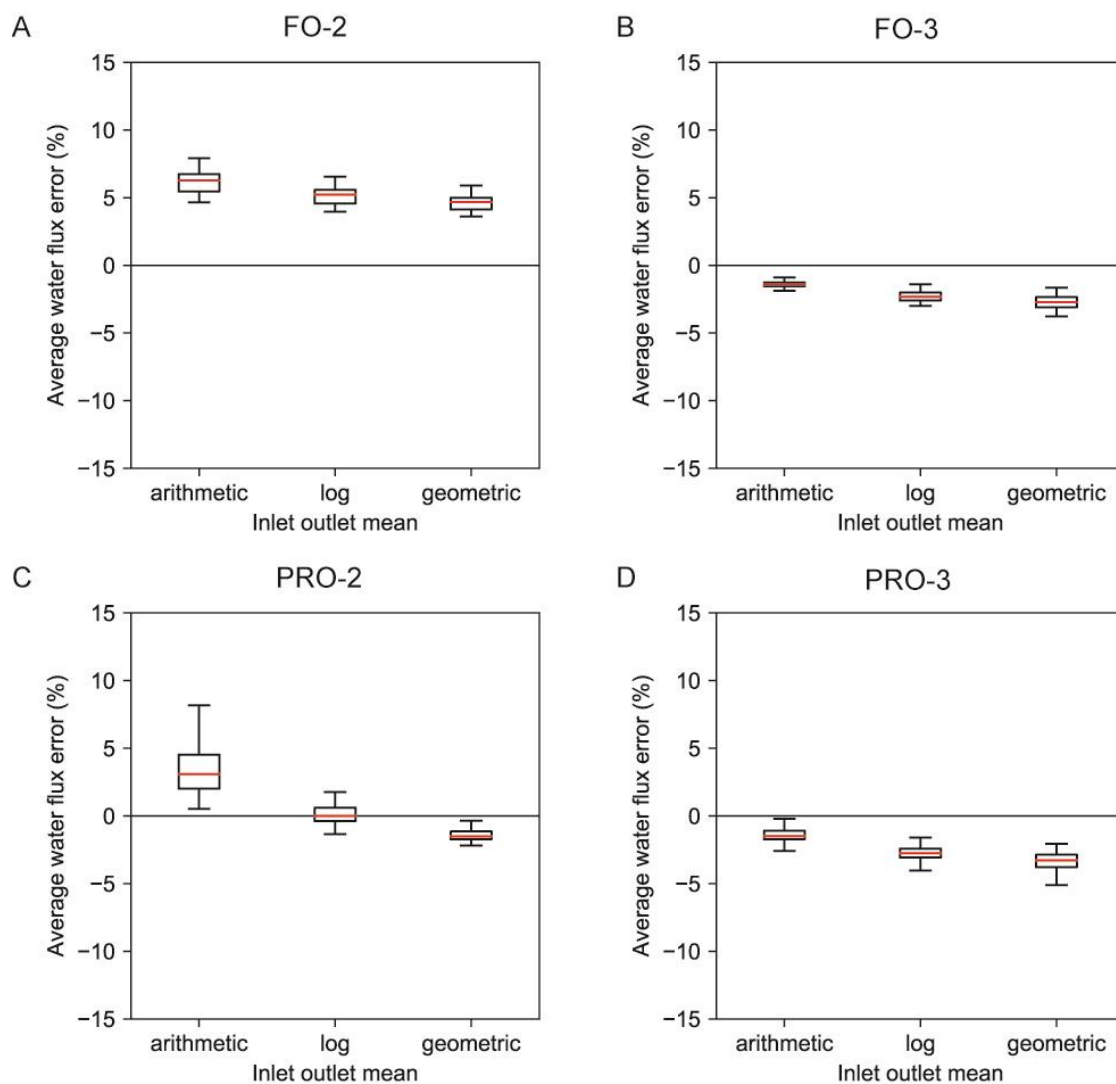 A
FO-2
Average water flux error (%)
15
10
5
0
−5
−10
−15
arithmetic log geometric
Inlet outlet mean
B
FO-3
Average water flux error (%)
15
10
5
0
−5
−10
−15
arithmetic log geometric
Inlet outlet mean
C
PRO-2
Average water flux error (%)
15
10
5
0
−5
−10
−15
arithmetic log geometric
Inlet outlet mean
D
PRO-3
Average water flux error (%)
15
10
5
0
−5
−10
−15
arithmetic log geometric
Inlet outlet mean